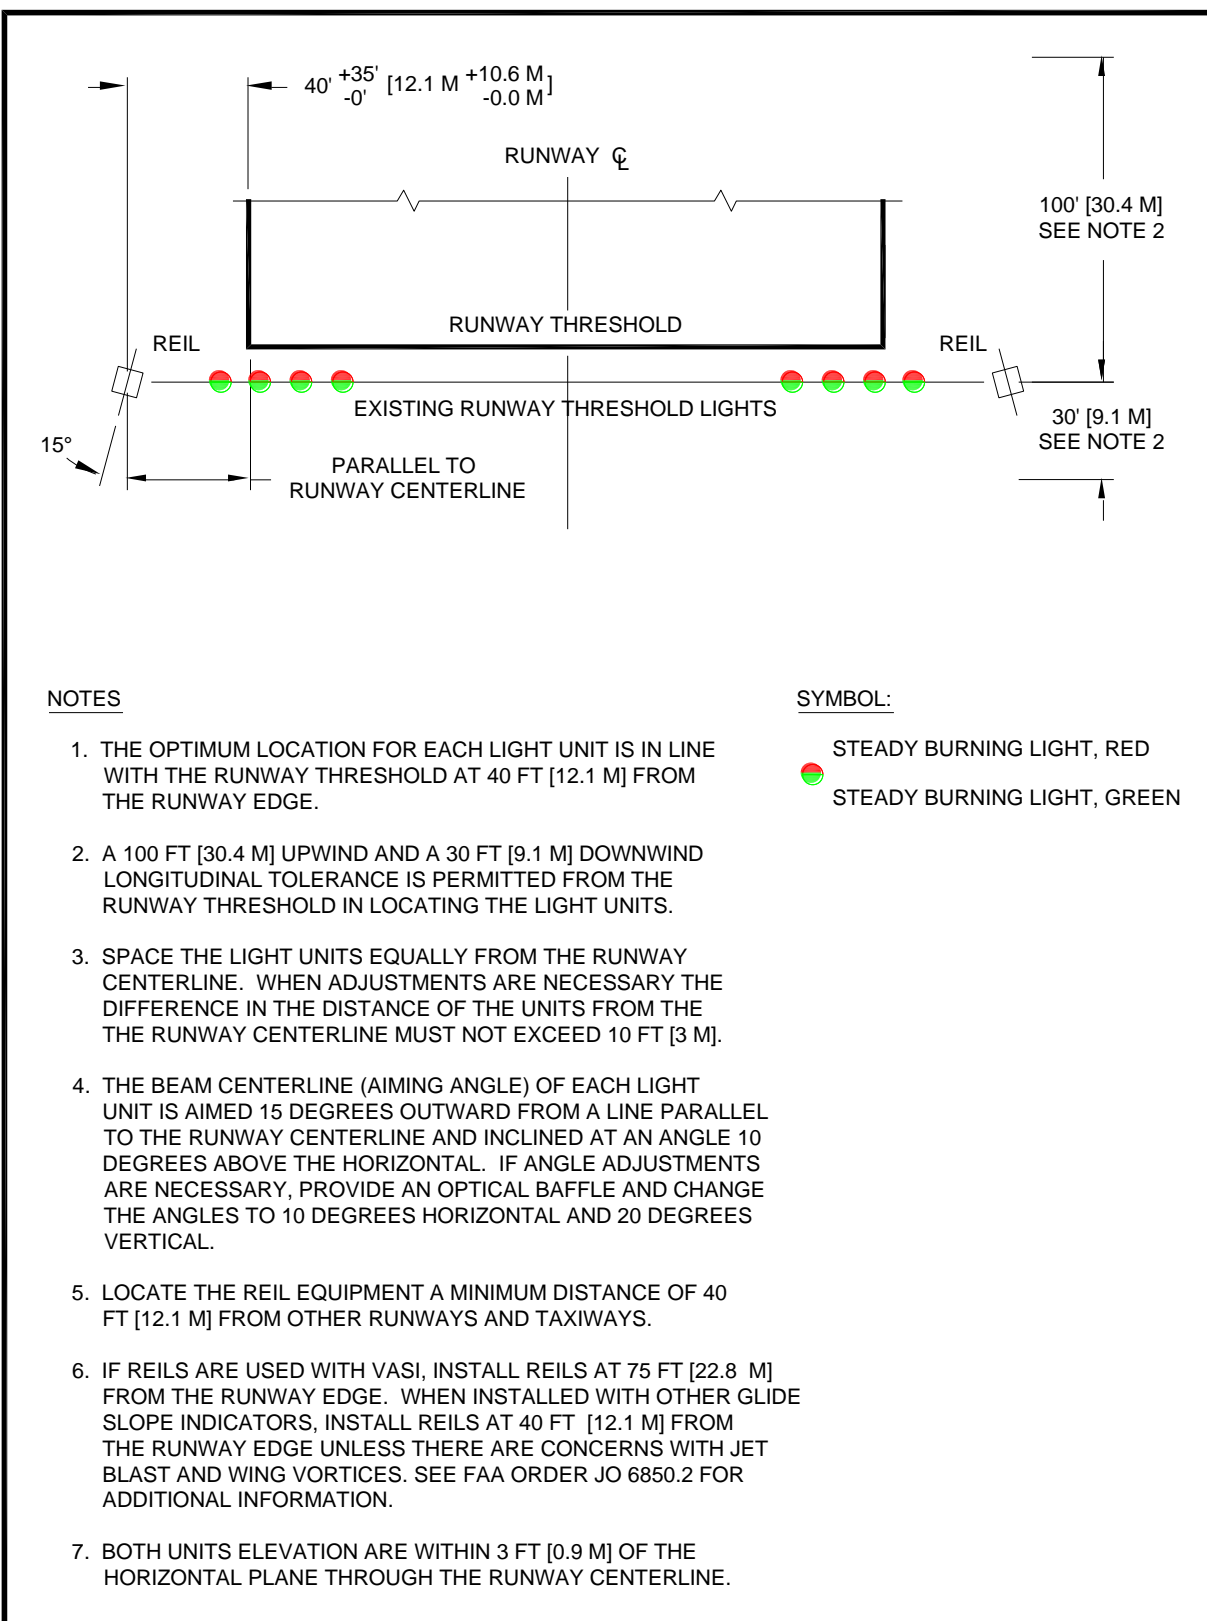 40' +35' -0' [12.1 M +10.6 M -0.0 M]
RUNWAY ℄
100' [30.4 M]
SEE NOTE 2
RUNWAY THRESHOLD
REIL
REIL
EXISTING RUNWAY THRESHOLD LIGHTS
30' [9.1 M]
SEE NOTE 2
15°
PARALLEL TO
RUNWAY CENTERLINE
NOTES
1. THE OPTIMUM LOCATION FOR EACH LIGHT UNIT IS IN LINE
WITH THE RUNWAY THRESHOLD AT 40 FT [12.1 M] FROM
THE RUNWAY EDGE.
2. A 100 FT [30.4 M] UPWIND AND A 30 FT [9.1 M] DOWNWIND
LONGITUDINAL TOLERANCE IS PERMITTED FROM THE
RUNWAY THRESHOLD IN LOCATING THE LIGHT UNITS.
3. SPACE THE LIGHT UNITS EQUALLY FROM THE RUNWAY
CENTERLINE. WHEN ADJUSTMENTS ARE NECESSARY THE
DIFFERENCE IN THE DISTANCE OF THE UNITS FROM THE
THE RUNWAY CENTERLINE MUST NOT EXCEED 10 FT [3 M].
4. THE BEAM CENTERLINE (AIMING ANGLE) OF EACH LIGHT
UNIT IS AIMED 15 DEGREES OUTWARD FROM A LINE PARALLEL
TO THE RUNWAY CENTERLINE AND INCLINED AT AN ANGLE 10
DEGREES ABOVE THE HORIZONTAL. IF ANGLE ADJUSTMENTS
ARE NECESSARY, PROVIDE AN OPTICAL BAFFLE AND CHANGE
THE ANGLES TO 10 DEGREES HORIZONTAL AND 20 DEGREES
VERTICAL.
5. LOCATE THE REIL EQUIPMENT A MINIMUM DISTANCE OF 40
FT [12.1 M] FROM OTHER RUNWAYS AND TAXIWAYS.
6. IF REILS ARE USED WITH VASI, INSTALL REILS AT 75 FT [22.8 M]
FROM THE RUNWAY EDGE. WHEN INSTALLED WITH OTHER GLIDE
SLOPE INDICATORS, INSTALL REILS AT 40 FT [12.1 M] FROM
THE RUNWAY EDGE UNLESS THERE ARE CONCERNS WITH JET
BLAST AND WING VORTICES. SEE FAA ORDER JO 6850.2 FOR
ADDITIONAL INFORMATION.
7. BOTH UNITS ELEVATION ARE WITHIN 3 FT [0.9 M] OF THE
HORIZONTAL PLANE THROUGH THE RUNWAY CENTERLINE.
SYMBOL:
STEADY BURNING LIGHT, RED
STEADY BURNING LIGHT, GREEN